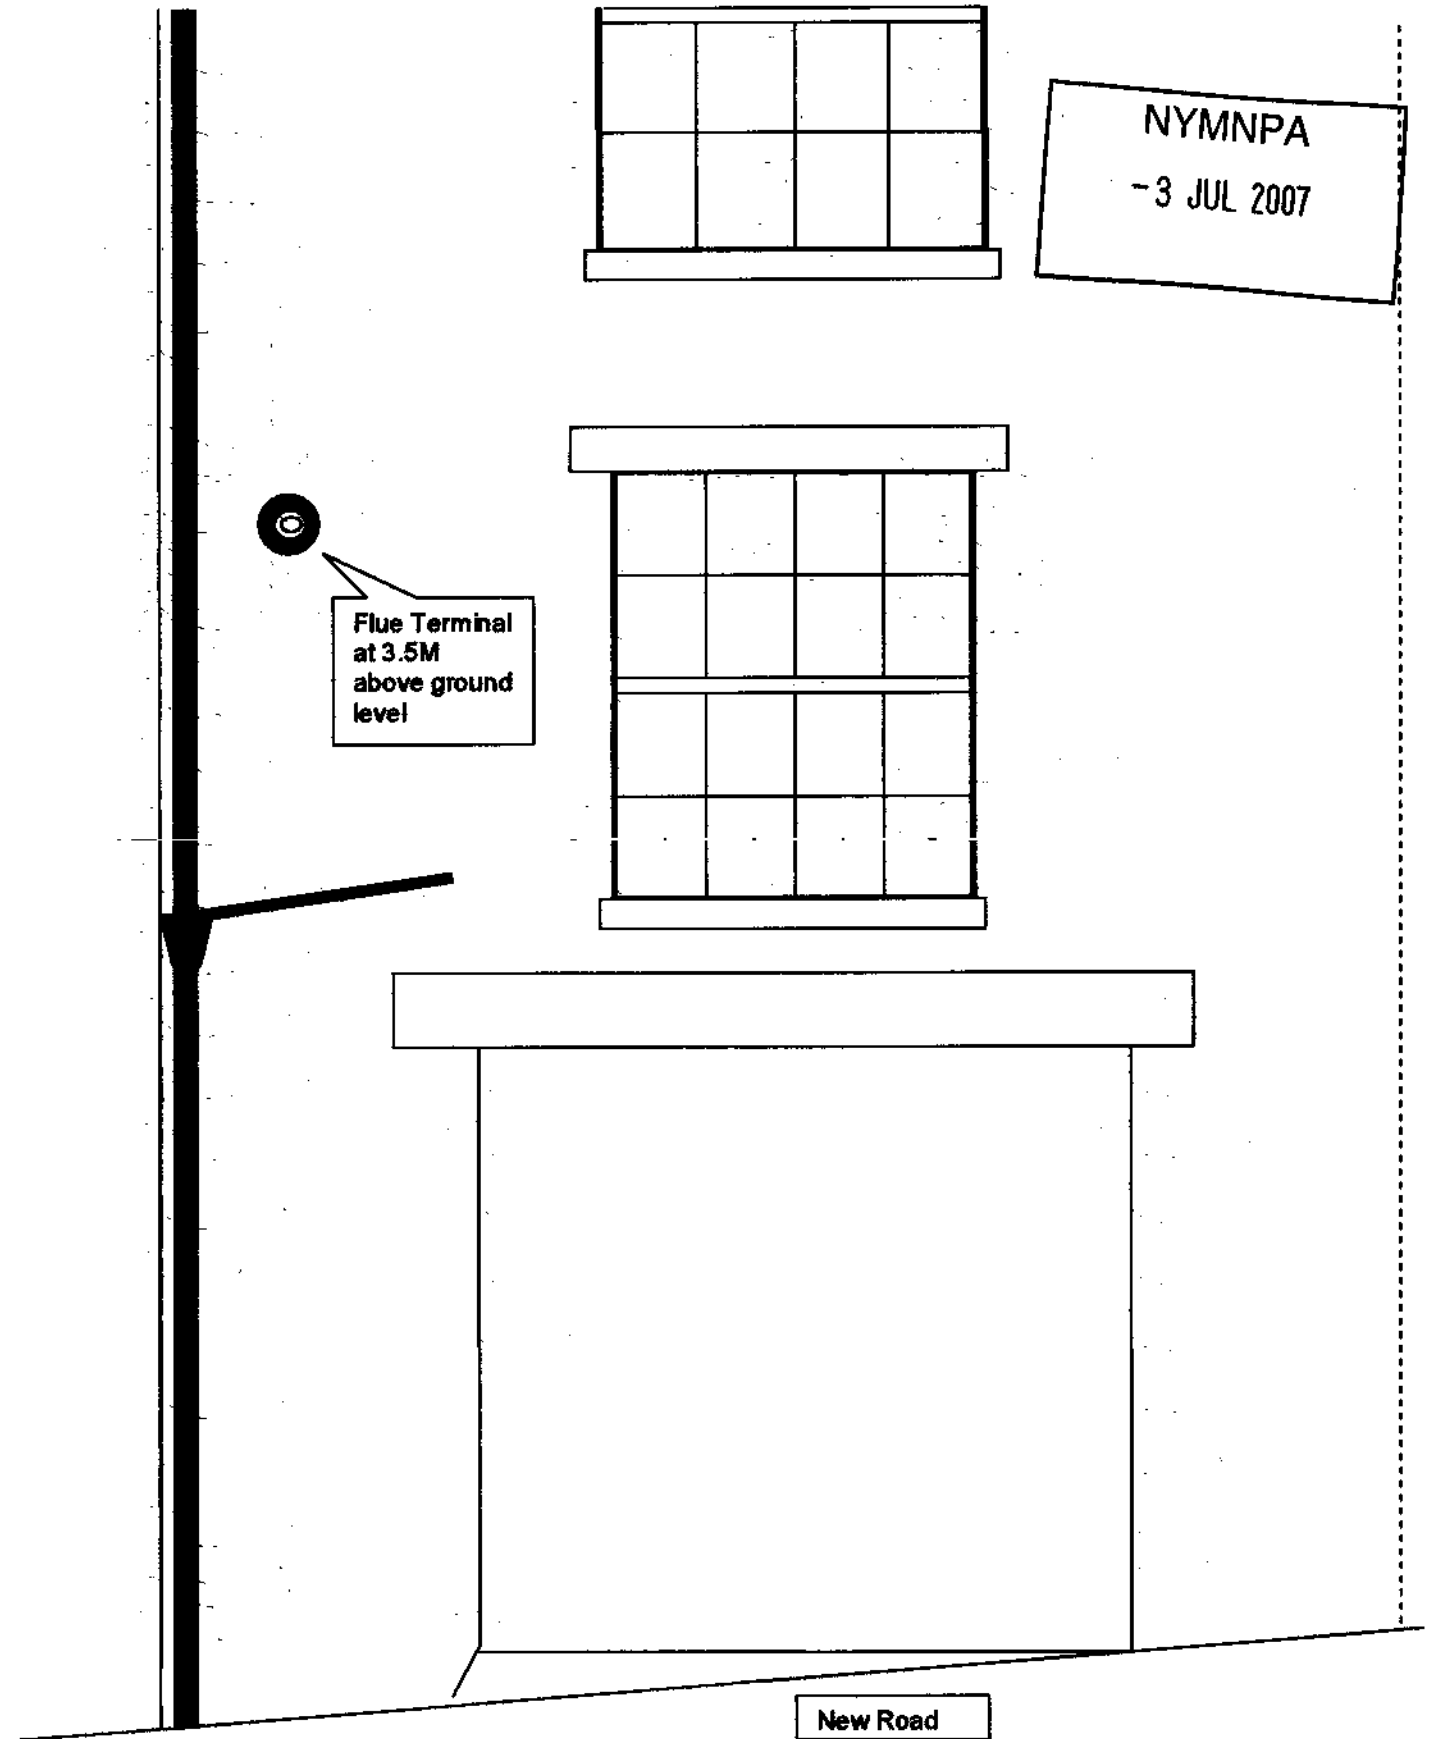 NYMNPA
-3 JUL 2007
Flue Terminal
at 3.5M
above ground
level
New Road